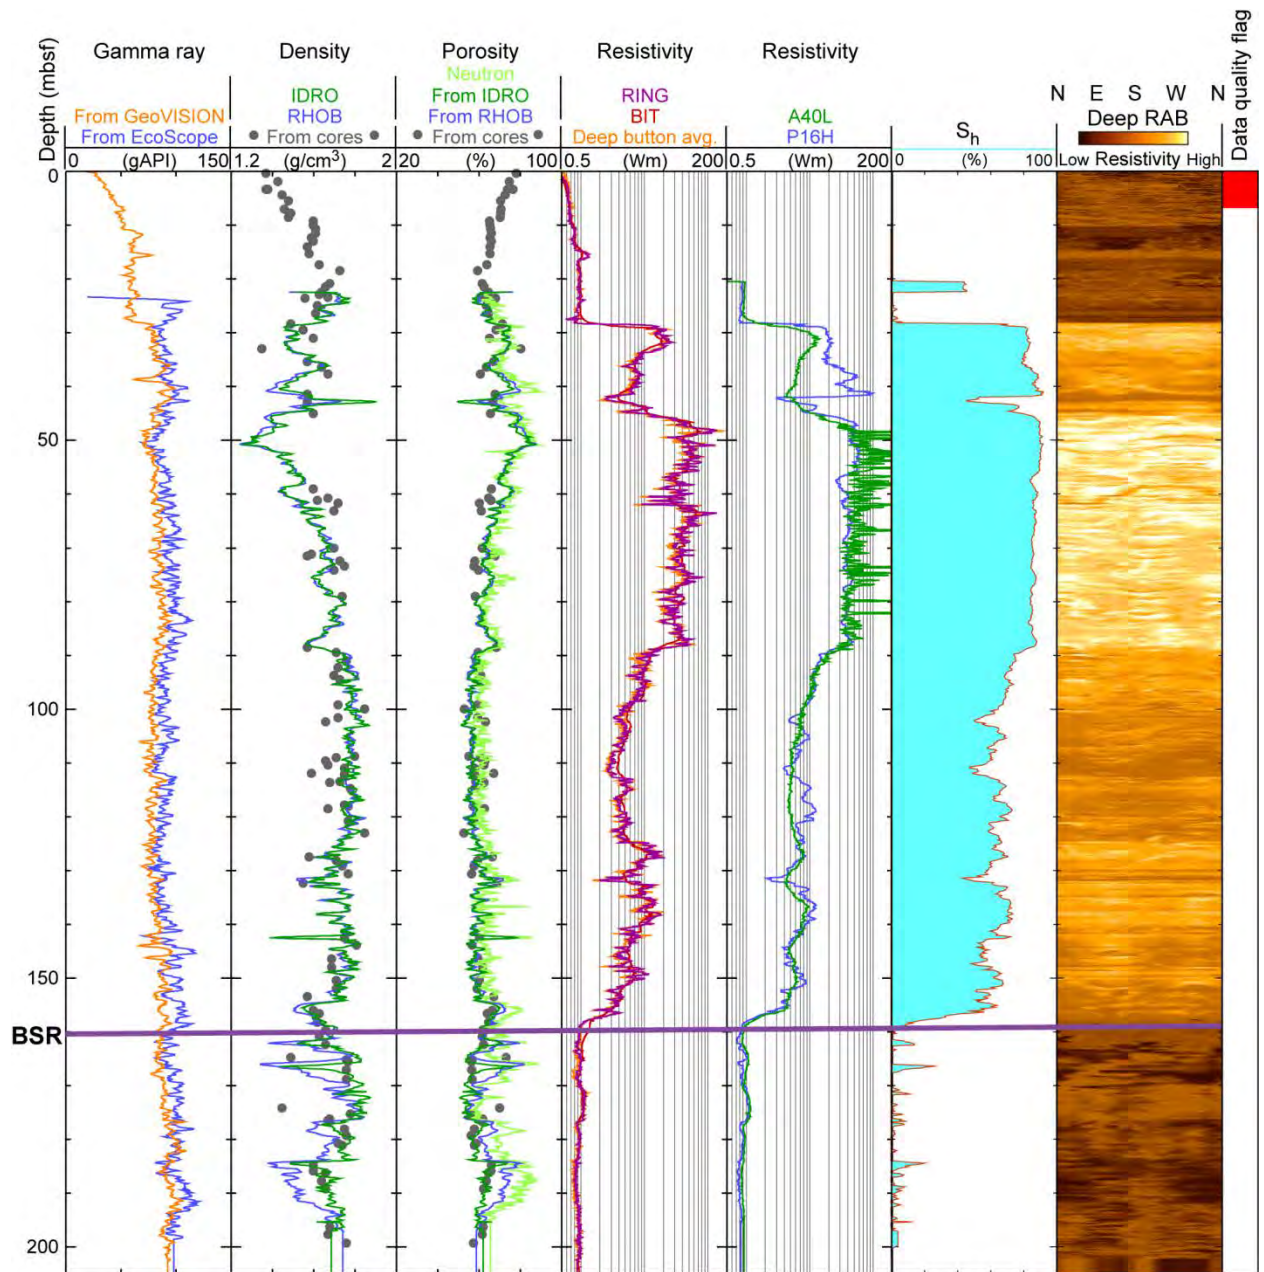 Gamma ray
Density
Porosity
Resistivity
Resistivity
Data quality flag
Depth (mbsf)
Neutron
IDRO
From IDRO
RING
N E S W N
From GeoVISION
RHOB
From RHOB
BIT
A40L
Deep RAB
From EcoScope
From cores
From cores
Deep button avg.
P16H
Sh
Low Resistivity High
0 (gAPI) 150
1.2 (g/cm3) 2
20 (%) 100
0.5 (Wm) 200
0.5 (Wm) 200
0 (%) 100
0
50
100
150
BSR
200